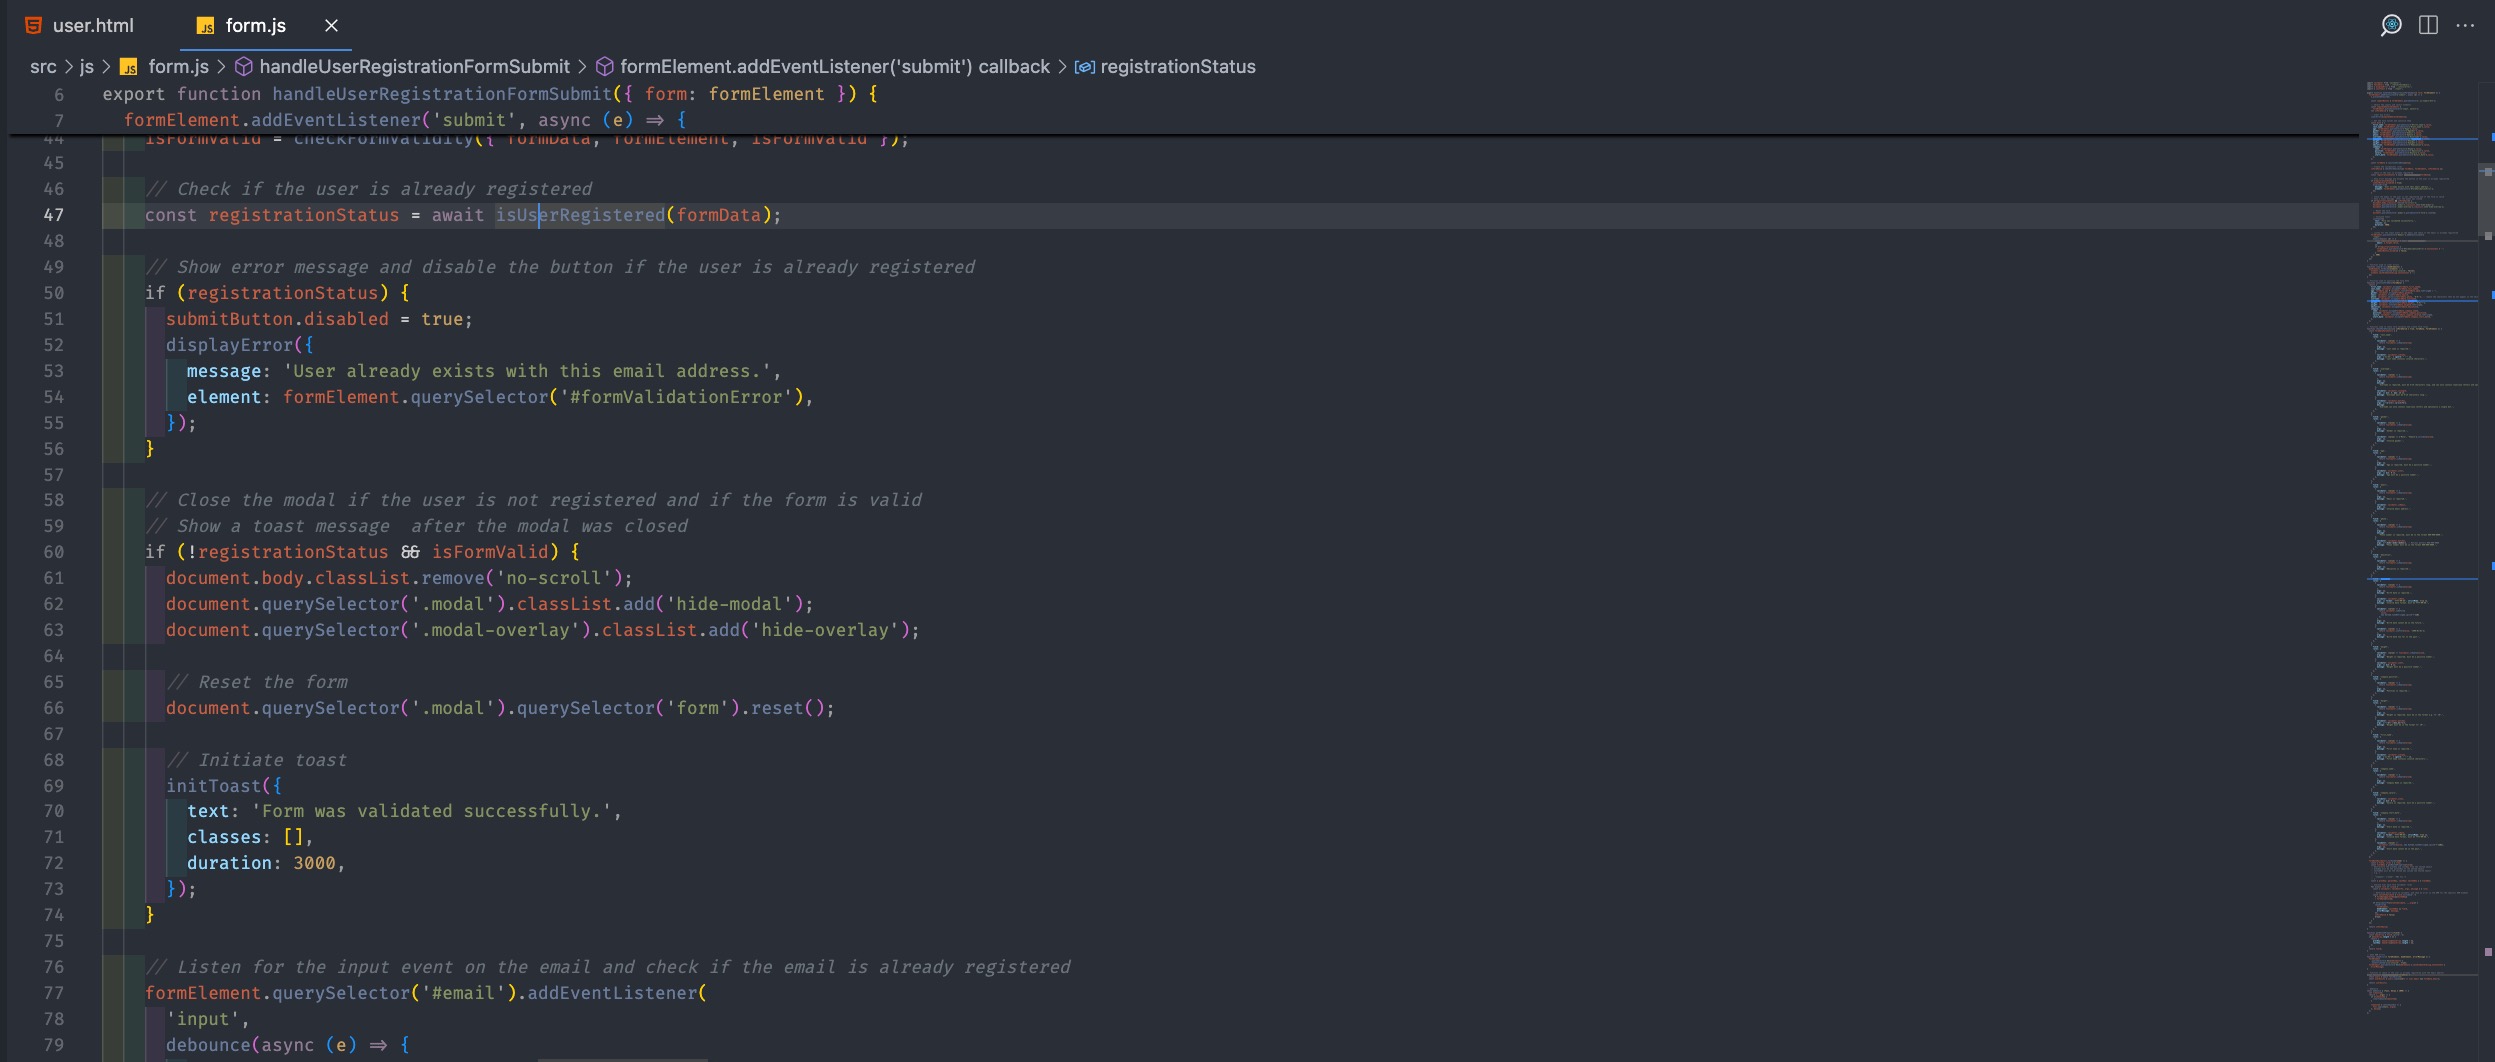 user.html
form.js
src > js > JS form.js > handleUserRegistrationFormSubmit > formElement.addEventListener('submit') callback > registrationStatus
6 export function handleUserRegistrationFormSubmit({ form: formElement }) {
7 formElement.addEventListener('submit', async (e) => {
44 isFormValid = checkFormValidity({ formData, formElement, isFormValid });
45
46 // Check if the user is already registered
47 const registrationStatus = await isUserRegistered(formData);
48
49 // Show error message and disable the button if the user is already registered
50 if (registrationStatus) {
51 submitButton.disabled = true;
52 displayError({
53 message: 'User already exists with this email address.',
54 element: formElement.querySelector('#formValidationError'),
55 });
56 }
57
58 // Close the modal if the user is not registered and if the form is valid
59 // Show a toast message  after the modal was closed
60 if (!registrationStatus && isFormValid) {
61 document.body.classList.remove('no-scroll');
62 document.querySelector('.modal').classList.add('hide-modal');
63 document.querySelector('.modal-overlay').classList.add('hide-overlay');
64
65 // Reset the form
66 document.querySelector('.modal').querySelector('form').reset();
67
68 // Initiate toast
69 initToast({
70 text: 'Form was validated successfully.',
71 classes: [],
72 duration: 3000,
73 });
74 }
75
76 // Listen for the input event on the email and check if the email is already registered
77 formElement.querySelector('#email').addEventListener(
78 'input',
79 debounce(async (e) => {